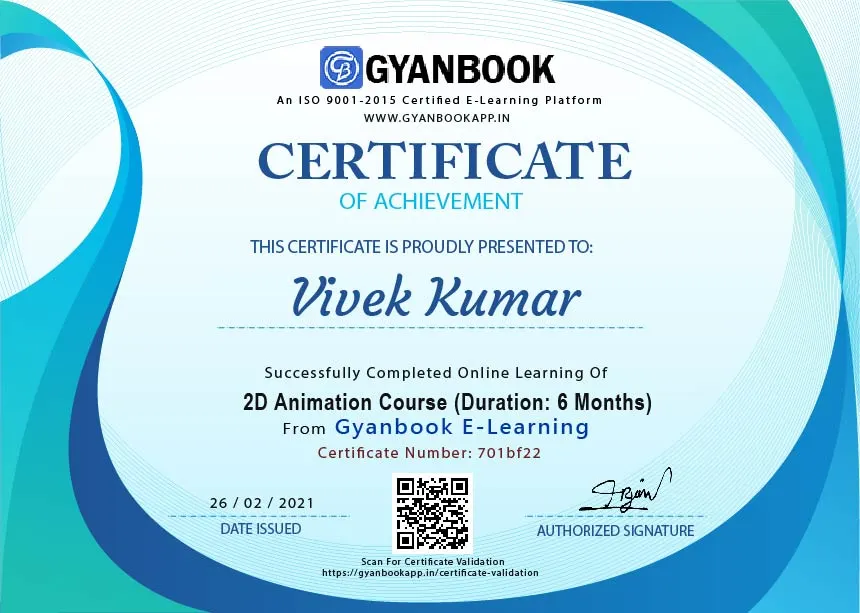 GYANBOOK
An ISO 9001-2015 Certified E-Learning Platform
WWW.GYANBOOKAPP.IN
CERTIFICATE
OF ACHIEVEMENT
THIS CERTIFICATE IS PROUDLY PRESENTED TO:
Vivek Kumar
Successfully Completed Online Learning Of
2D Animation Course (Duration: 6 Months)
From Gyanbook E-Learning
Certificate Number: 701bf22
26 / 02 / 2021
DATE ISSUED
AUTHORIZED SIGNATURE
Scan For Certificate Validation
https://gyanbookapp.in/certificate-validation